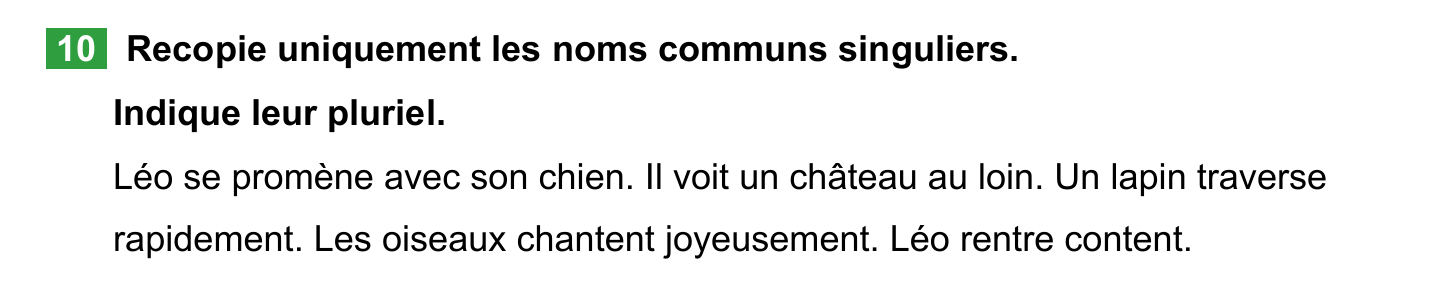 10 Recopie uniquement les noms communs singuliers.
Indique leur pluriel.
Léo se promène avec son chien. Il voit un château au loin. Un lapin traverse
rapidement. Les oiseaux chantent joyeusement. Léo rentre content.